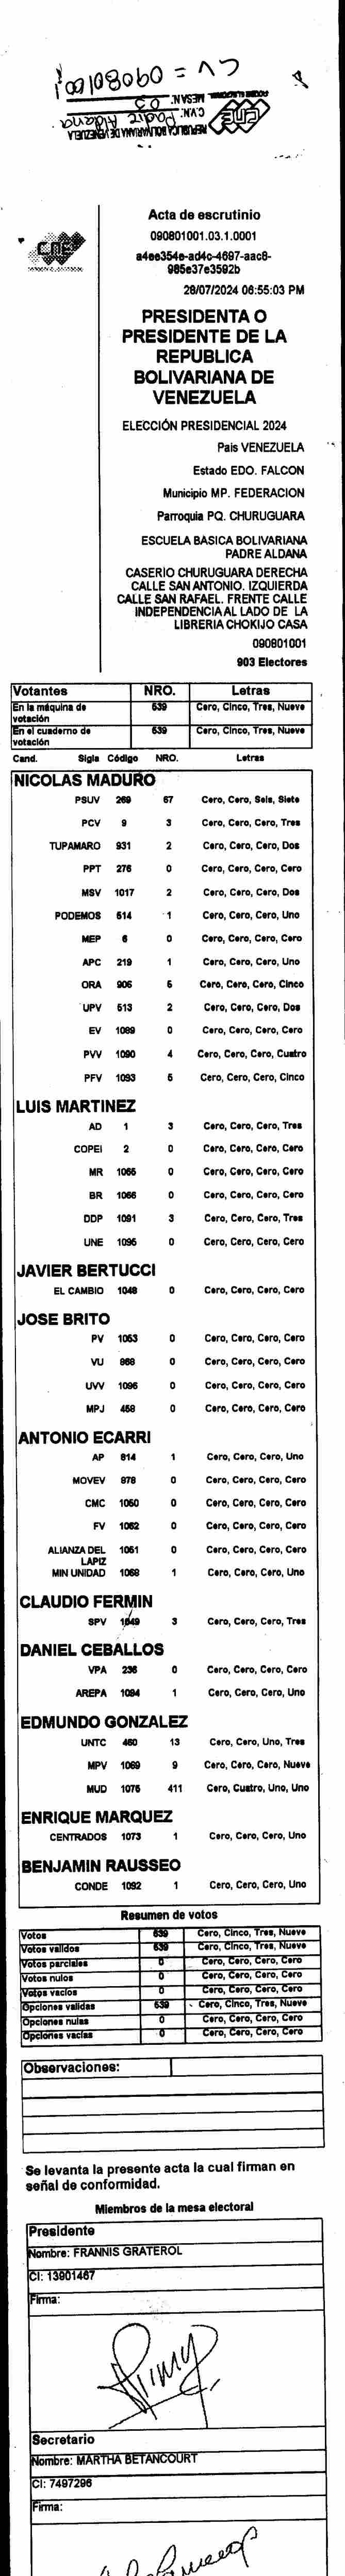 CV = 090801001
REPÚBLICA BOLIVARIANA DE VENEZUELA
C.V.N.: Padre Aldana
MESA N. 03
CNE
CNE
Acta de escrutinio
090801001.03.1.0001
a4ee354e-ad4c-4697-aac6-
985e37e3592b
28/07/2024 06:55:03 PM
PRESIDENTA O
PRESIDENTE DE LA
REPUBLICA
BOLIVARIANA DE
VENEZUELA
ELECCIÓN PRESIDENCIAL 2024
Pais VENEZUELA
Estado EDO. FALCON
Municipio MP. FEDERACION
Parroquia PQ. CHURUGUARA
ESCUELA BASICA BOLIVARIANA
PADRE ALDANA
CASERIO CHURUGUARA DERECHA
CALLE SAN ANTONIO. IZQUIERDA
CALLE SAN RAFAEL. FRENTE CALLE
INDEPENDENCIA AL LADO DE LA
LIBRERIA CHOKIJO CASA
090801001
903 Electores
Votantes NRO. Letras
En la máquina de votación 539 Cero, Cinco, Tres, Nueve
En el cuaderno de votación 539 Cero, Cinco, Tres, Nueve
Cand. Sigla Código NRO. Letras
NICOLAS MADURO
PSUV 269 67 Cero, Cero, Seis, Siete
PCV 9 3 Cero, Cero, Cero, Tres
TUPAMARO 931 2 Cero, Cero, Cero, Dos
PPT 276 0 Cero, Cero, Cero, Cero
MSV 1017 2 Cero, Cero, Cero, Dos
PODEMOS 514 1 Cero, Cero, Cero, Uno
MEP 6 0 Cero, Cero, Cero, Cero
APC 219 1 Cero, Cero, Cero, Uno
ORA 906 5 Cero, Cero, Cero, Cinco
UPV 513 2 Cero, Cero, Cero, Dos
EV 1089 0 Cero, Cero, Cero, Cero
PVV 1090 4 Cero, Cero, Cero, Cuatro
PFV 1093 5 Cero, Cero, Cero, Cinco
LUIS MARTINEZ
AD 1 3 Cero, Cero, Cero, Tres
COPEI 2 0 Cero, Cero, Cero, Cero
MR 1065 0 Cero, Cero, Cero, Cero
BR 1066 0 Cero, Cero, Cero, Cero
DDP 1091 3 Cero, Cero, Cero, Tres
UNE 1095 0 Cero, Cero, Cero, Cero
JAVIER BERTUCCI
EL CAMBIO 1048 0 Cero, Cero, Cero, Cero
JOSE BRITO
PV 1053 0 Cero, Cero, Cero, Cero
VU 868 0 Cero, Cero, Cero, Cero
UVV 1096 0 Cero, Cero, Cero, Cero
MPJ 458 0 Cero, Cero, Cero, Cero
ANTONIO ECARRI
AP 814 1 Cero, Cero, Cero, Uno
MOVEV 978 0 Cero, Cero, Cero, Cero
CMC 1050 0 Cero, Cero, Cero, Cero
FV 1052 0 Cero, Cero, Cero, Cero
ALIANZA DEL LAPIZ 1051 0 Cero, Cero, Cero, Cero
MIN UNIDAD 1068 1 Cero, Cero, Cero, Uno
CLAUDIO FERMIN
SPV 1049 3 Cero, Cero, Cero, Tres
DANIEL CEBALLOS
VPA 236 0 Cero, Cero, Cero, Cero
AREPA 1094 1 Cero, Cero, Cero, Uno
EDMUNDO GONZALEZ
UNTC 460 13 Cero, Cero, Uno, Tres
MPV 1069 9 Cero, Cero, Cero, Nueve
MUD 1075 411 Cero, Cuatro, Uno, Uno
ENRIQUE MARQUEZ
CENTRADOS 1073 1 Cero, Cero, Cero, Uno
BENJAMIN RAUSSEO
CONDE 1092 1 Cero, Cero, Cero, Uno
Resumen de votos
Votos 539 Cero, Cinco, Tres, Nueve
Votos validos 539 Cero, Cinco, Tres, Nueve
Votos parciales 0 Cero, Cero, Cero, Cero
Votos nulos 0 Cero, Cero, Cero, Cero
Votos vacios 0 Cero, Cero, Cero, Cero
Opciones validas 539 Cero, Cinco, Tres, Nueve
Opciones nulas 0 Cero, Cero, Cero, Cero
Opciones vacias 0 Cero, Cero, Cero, Cero
Observaciones:
Se levanta la presente acta la cual firman en
señal de conformidad.
Miembros de la mesa electoral
Presidente
Nombre: FRANNIS GRATEROL
CI: 13901467
Firma:
Secretario
Nombre: MARTHA BETANCOURT
CI: 7497296
Firma: